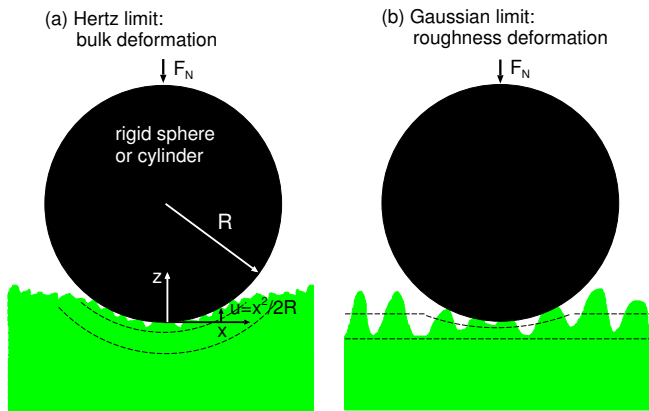 (a) Hertz limit:
bulk deformation
F_N
rigid sphere
or cylinder
R
z
u=x²/2R
x
(b) Gaussian limit:
roughness deformation
F_N